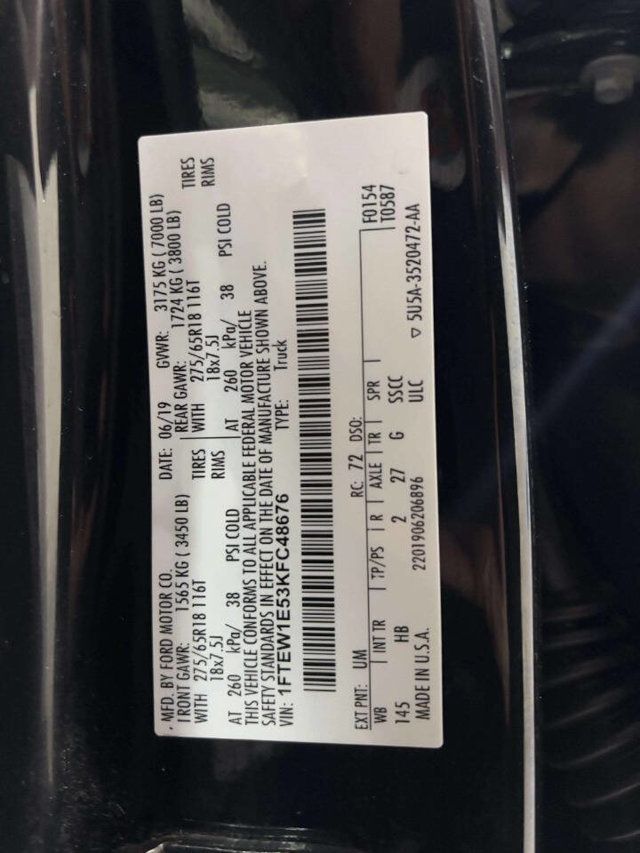 MFD. BY FORD MOTOR CO. DATE: 06/19 GVWR: 3175 KG ( 7000 LB)
FRONT GAWR: 1565 KG ( 3450 LB) REAR GAWR: 1724 KG ( 3800 LB)
WITH 275/65R18 116T TIRES WITH 275/65R18 116T TIRES
18x7.5J RIMS 18x7.5J RIMS
AT 260 kPa/ 38 PSI COLD AT 260 kPa/ 38 PSI COLD
THIS VEHICLE CONFORMS TO ALL APPLICABLE FEDERAL MOTOR VEHICLE
SAFETY STANDARDS IN EFFECT ON THE DATE OF MANUFACTURE SHOWN ABOVE.
VIN: 1FTEW1E53KFC48676 TYPE: Truck
EXT PNT: UM RC: 72 DSO: F0154
WB INT TR TP/PS R AXLE TR SPR T0587
145 HB 2 27 G SSCC
MADE IN U.S.A. 2201906206896 ULC ▽ 5U5A-3520472-AA